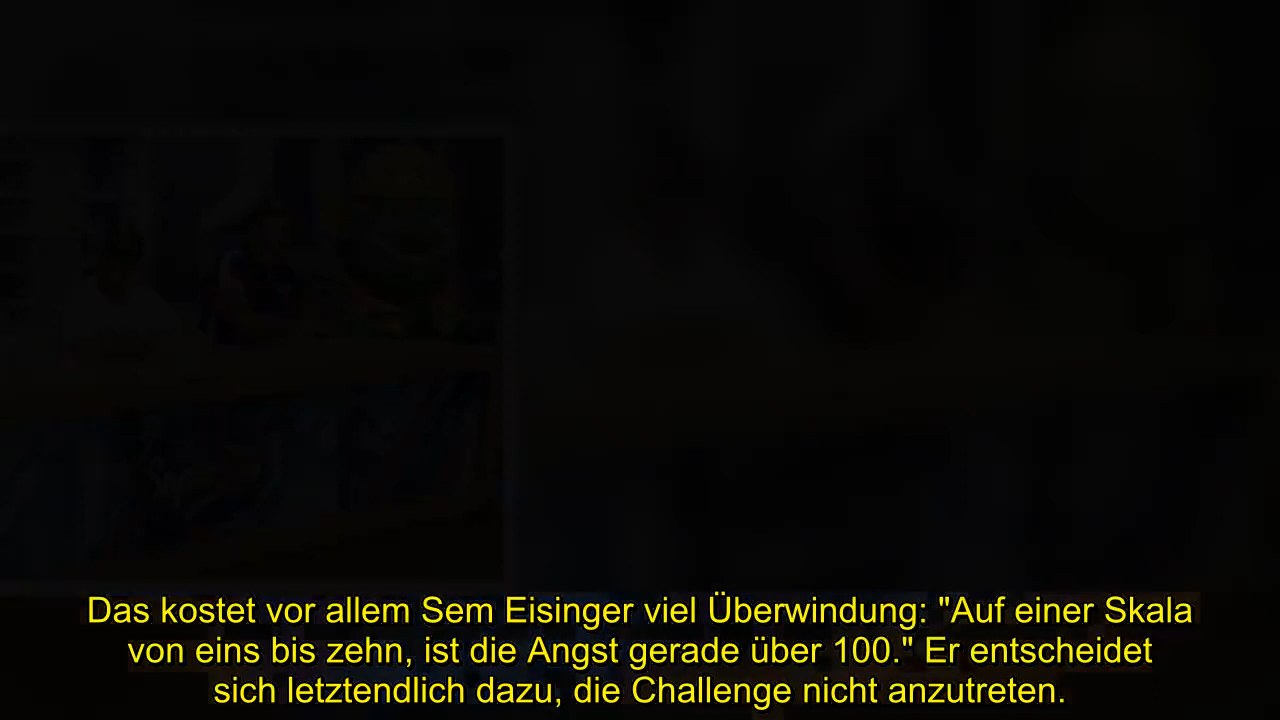 Das kostet vor allem Sem Eisinger viel Überwindung: "Auf einer Skala
von eins bis zehn, ist die Angst gerade über 100." Er entscheidet
sich letztendlich dazu, die Challenge nicht anzutreten.